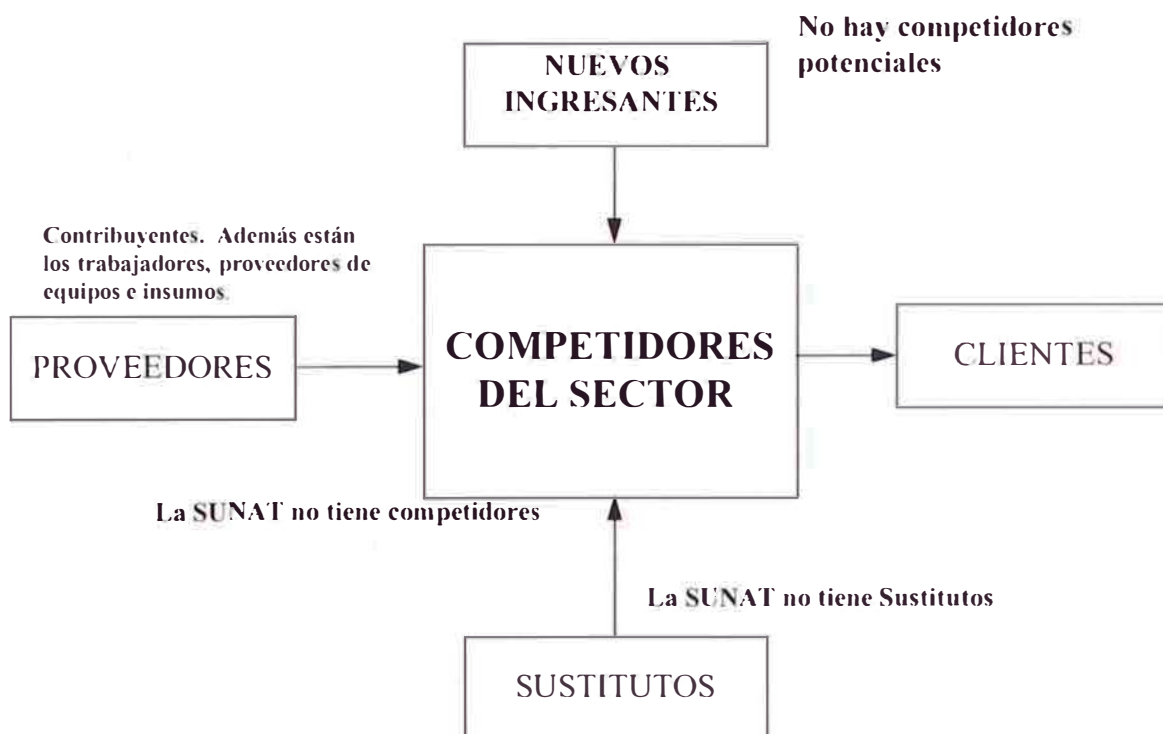 No hay competidores
potenciales
NUEVOS
INGRESANTES
Contribuyentes. Además están
los trabajadores, proveedores de
equipos e insumos.
PROVEEDORES
COMPETIDORES
DEL SECTOR
CLIENTES
La SUNAT no tiene competidores
La SUNAT no tiene Sustitutos
SUSTITUTOS